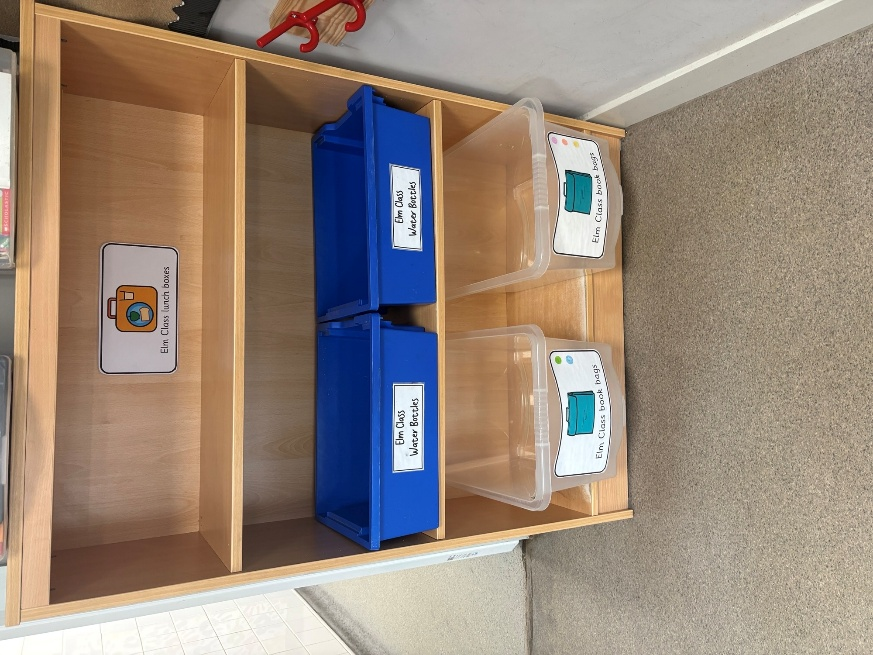 Elm Class lunch boxes
Elm Class
Water Bottles
Elm Class
Water Bottles
Elm Class book bags
Elm Class book bags